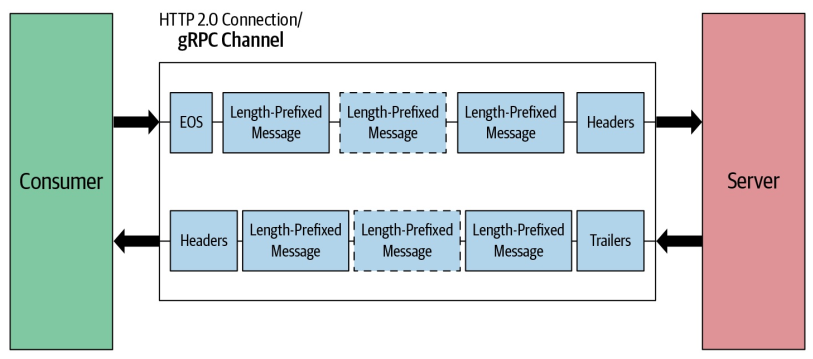 HTTP 2.0 Connection/
gRPC Channel
Consumer
EOS
Length-Prefixed
Message
Length-Prefixed
Message
Length-Prefixed
Message
Headers
Headers
Length-Prefixed
Message
Length-Prefixed
Message
Length-Prefixed
Message
Trailers
Server